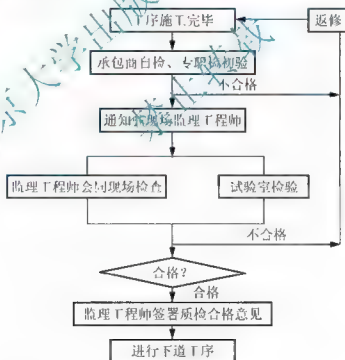 序施工完毕
返修
承包商自检、专职检初验
不合格
通知驻现场监理工程师
监理工程师会同现场检查
试验室检验
不合格
合格?
合格
监理工程师签署质检合格意见
进行下道工序